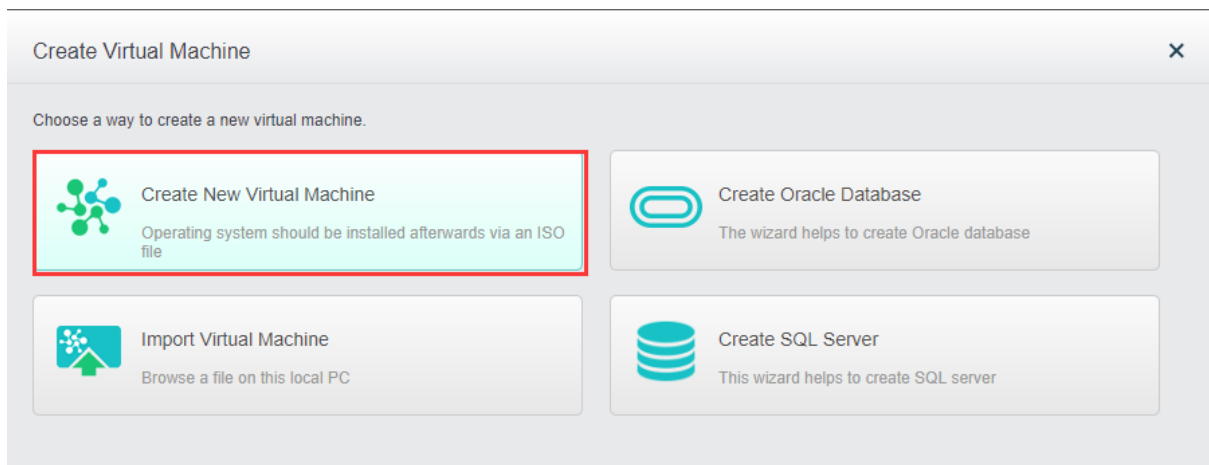 Create Virtual Machine
Choose a way to create a new virtual machine.
Create New Virtual Machine
Operating system should be installed afterwards via an ISO
file
Create Oracle Database
The wizard helps to create Oracle database
Import Virtual Machine
Browse a file on this local PC
Create SQL Server
This wizard helps to create SQL server